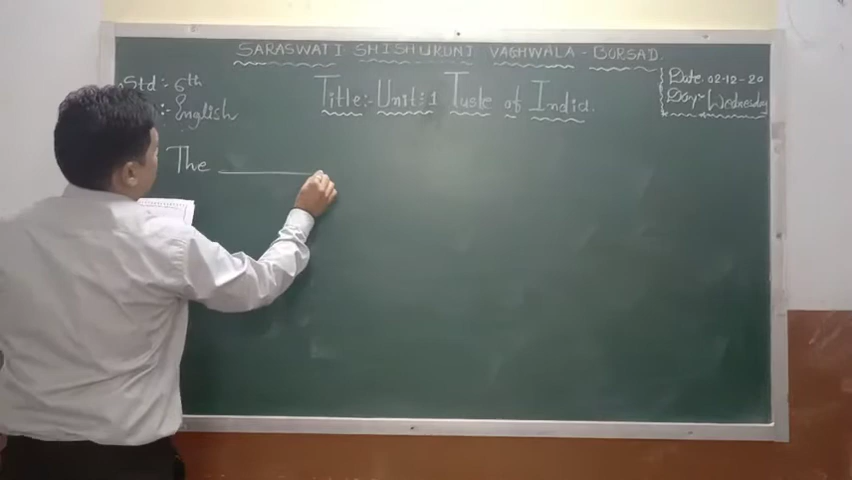 SARASWATI SHISHUKUNJ VAGHWALA - BORSAD.
Std :- 6th
:- English
Title:- Unit:1 Taste of India.
Date. 02-12-20
Day:- Wednesday
The ________